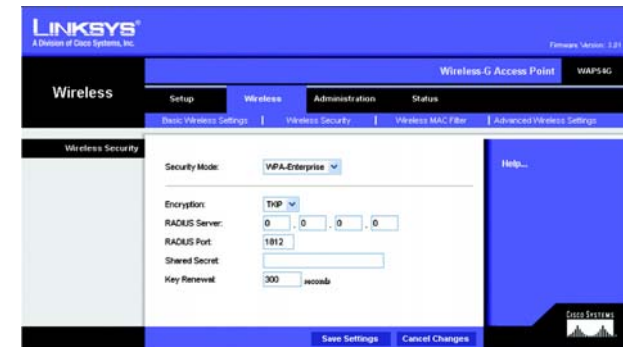 LINKSYS®
A Division of Cisco Systems, Inc.
Firmware Version: 3.01
Wireless-G Access Point WAP54G
Wireless
Setup Wireless Administration Status
Basic Wireless Settings | Wireless Security | Wireless MAC Filter | Advanced Wireless Settings
Wireless Security
Security Mode: WPA-Enterprise
Help...
Encryption: TKIP
RADIUS Server: 0 . 0 . 0 . 0
RADIUS Port: 1812
Shared Secret:
Key Renewal: 300 seconds
Save Settings Cancel Changes
CISCO SYSTEMS